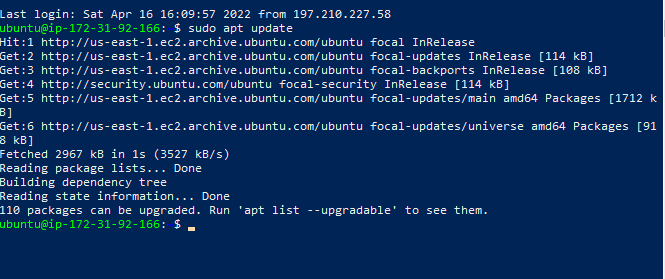 Last login: Sat Apr 16 16:09:57 2022 from 197.210.227.58
ubuntu@ip-172-31-92-166: $ sudo apt update
Hit:1 http://us-east-1.ec2.archive.ubuntu.com/ubuntu focal InRelease
Get:2 http://us-east-1.ec2.archive.ubuntu.com/ubuntu focal-updates InRelease [114 kB]
Get:3 http://us-east-1.ec2.archive.ubuntu.com/ubuntu focal-backports InRelease [108 kB]
Get:4 http://security.ubuntu.com/ubuntu focal-security InRelease [114 kB]
Get:5 http://us-east-1.ec2.archive.ubuntu.com/ubuntu focal-updates/main amd64 Packages [1712 k
B]
Get:6 http://us-east-1.ec2.archive.ubuntu.com/ubuntu focal-updates/universe amd64 Packages [91
8 kB]
Fetched 2967 kB in 1s (3527 kB/s)
Reading package lists... Done
Building dependency tree
Reading state information... Done
110 packages can be upgraded. Run 'apt list --upgradable' to see them.
ubuntu@ip-172-31-92-166: $